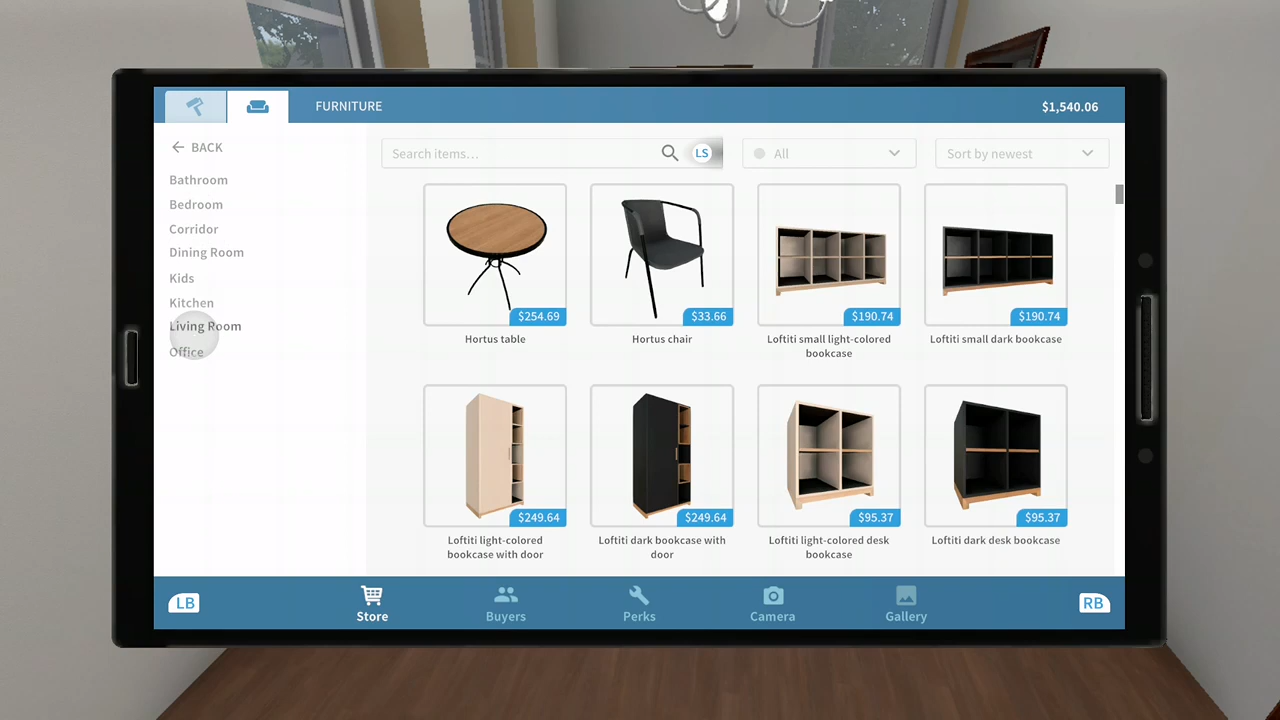 FURNITURE
$1,540.06
BACK
Search items...
LS
All
Sort by newest
Bathroom
Bedroom
Corridor
Dining Room
Kids
Kitchen
Living Room
Office
$254.69
$33.66
$190.74
$190.74
Hortus table
Hortus chair
Loftiti small light-colored
bookcase
Loftiti small dark bookcase
$249.64
$249.64
$95.37
$95.37
Loftiti light-colored
bookcase with door
Loftiti dark bookcase with
door
Loftiti light-colored desk
bookcase
Loftiti dark desk bookcase
LB
Store
Buyers
Perks
Camera
Gallery
RB